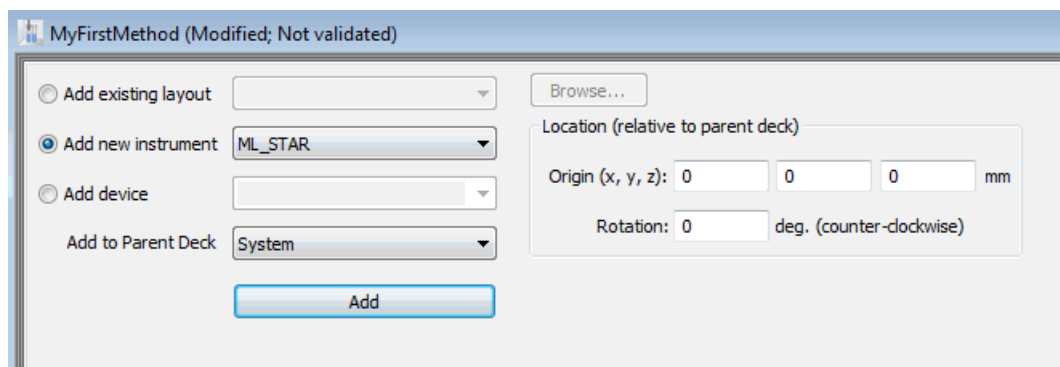 MyFirstMethod (Modified; Not validated)
Add existing layout
Browse...
Add new instrument ML_STAR
Location (relative to parent deck)
Origin (x, y, z): 0 0 0 mm
Add device
Rotation: 0 deg. (counter-clockwise)
Add to Parent Deck System
Add